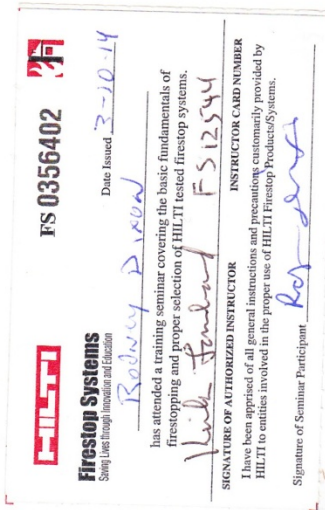 HILTI
FS 0356402
Firestop Systems
Saving Lives through Innovation and Education
Date Issued 3-20-14
Rodney Dixon
has attended a training seminar covering the basic fundamentals of
firestopping and proper selection of HILTI tested firestop systems.
FS12544
SIGNATURE OF AUTHORIZED INSTRUCTOR INSTRUCTOR CARD NUMBER
I have been apprised of all general instructions and precautions customarily provided by
HILTI to entities involved in the proper use of HILTI Firestop Products/Systems.
Signature of Seminar Participant